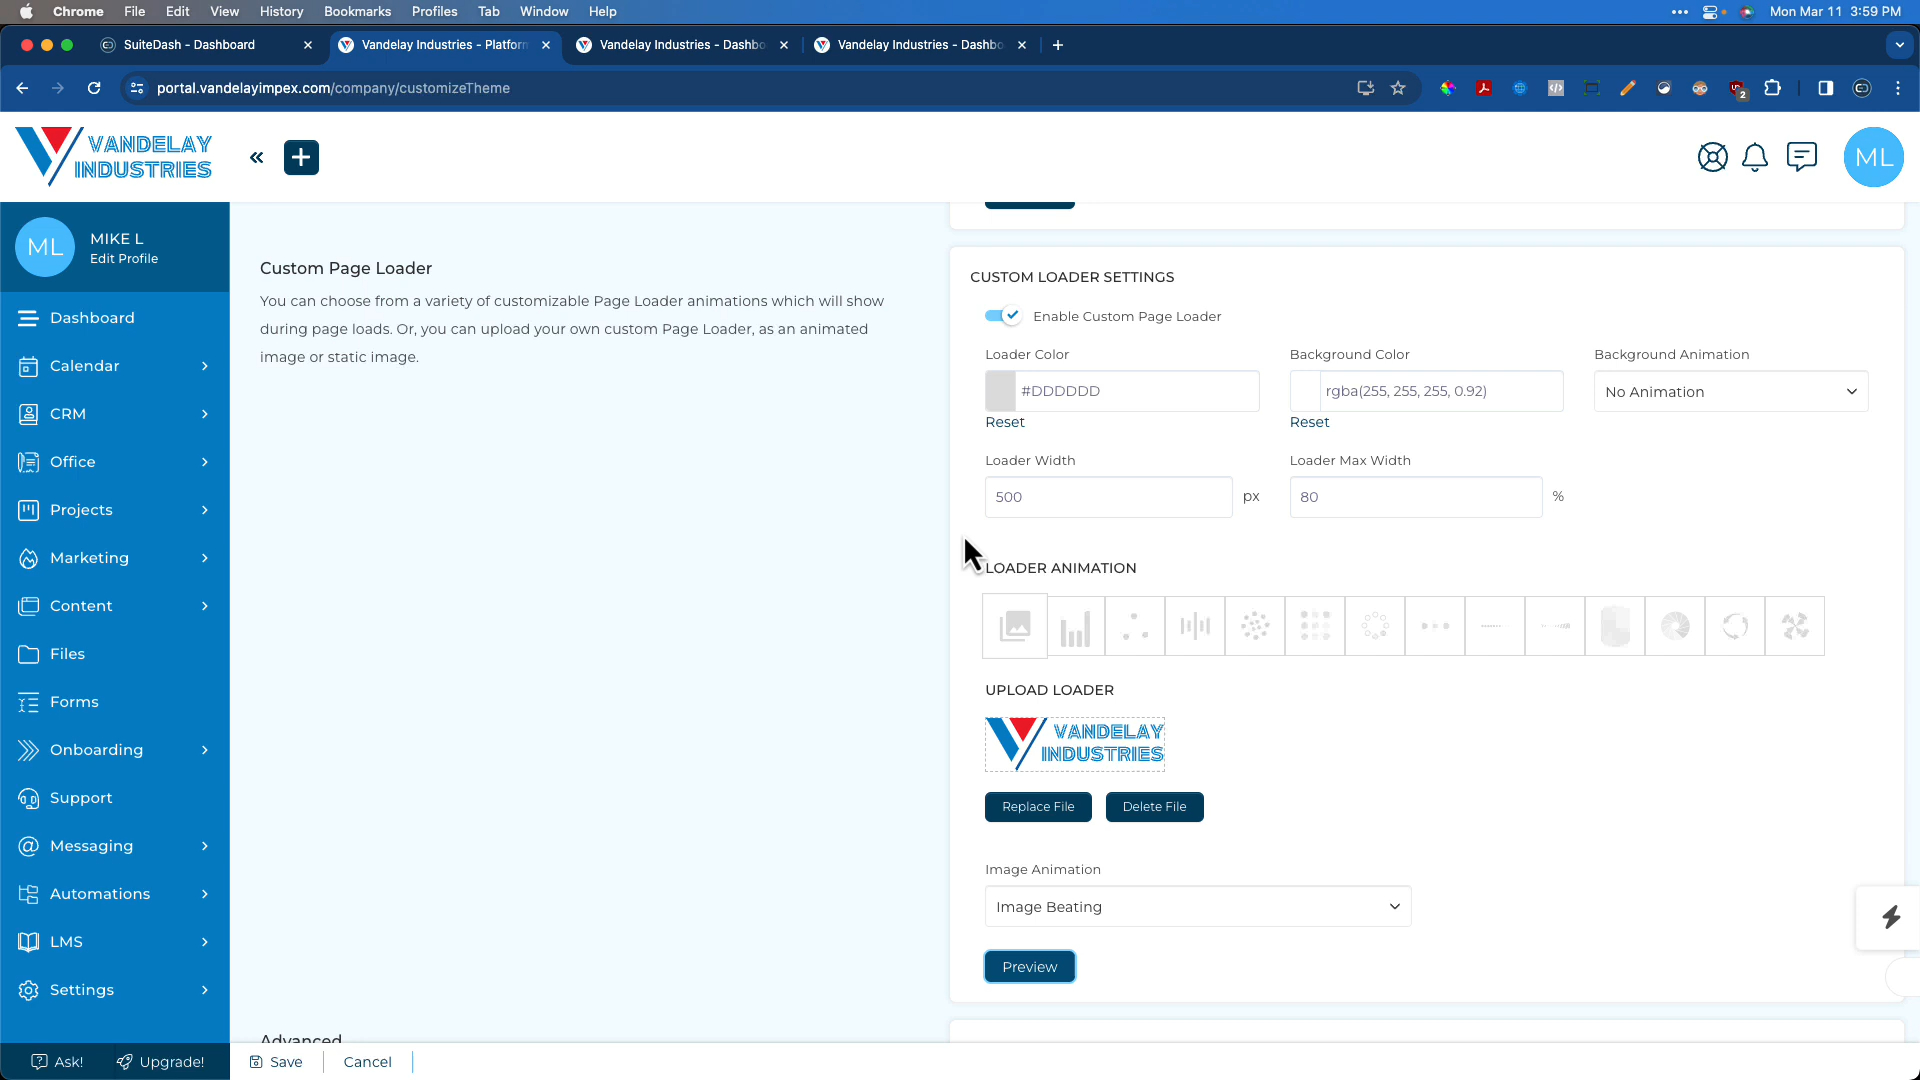 Chrome File Edit View History Bookmarks Profiles Tab Window Help Mon Mar 11 3:59 PM
SuiteDash - Dashboard Vandelay Industries - Platfor Vandelay Industries - Dashbo Vandelay Industries - Dashbo
portal.vandelayimpex.com/company/customizeTheme
2
VANDELAY
INDUSTRIES
ML
ML
MIKE L
Edit Profile
Dashboard
Calendar
CRM
Office
Projects
Marketing
Content
Files
Forms
Onboarding
Support
Messaging
Automations
LMS
Settings
Ask! Upgrade!
Custom Page Loader
You can choose from a variety of customizable Page Loader animations which will show
during page loads. Or, you can upload your own custom Page Loader, as an animated
image or static image.
CUSTOM LOADER SETTINGS
Enable Custom Page Loader
Loader Color Background Color Background Animation
#DDDDDD rgba(255, 255, 255, 0.92) No Animation
Reset Reset
Loader Width Loader Max Width
500 px 80 %
LOADER ANIMATION
UPLOAD LOADER
VANDELAY
INDUSTRIES
Replace File Delete File
Image Animation
Image Beating
Preview
Advanced
Save Cancel